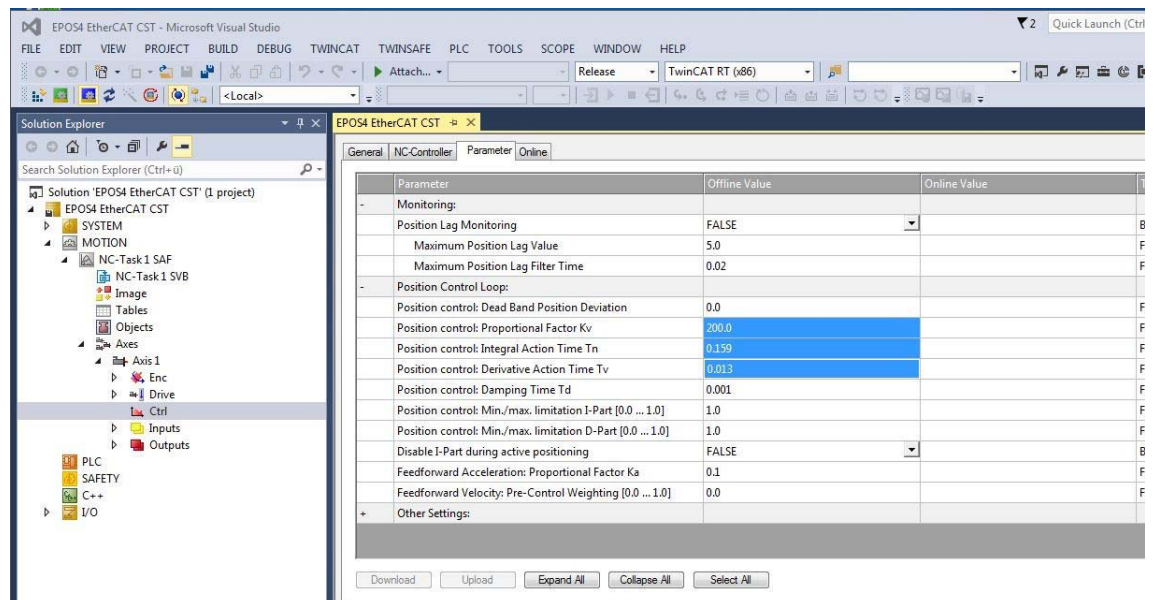 EPOS4 EtherCAT CST - Microsoft Visual Studio
2 Quick Launch (Ctrl
FILE EDIT VIEW PROJECT BUILD DEBUG TWINCAT TWINSAFE PLC TOOLS SCOPE WINDOW HELP
Attach... Release TwinCAT RT (x86)
<Local>
Solution Explorer
Search Solution Explorer (Ctrl+ü)
Solution 'EPOS4 EtherCAT CST' (1 project)
EPOS4 EtherCAT CST
SYSTEM
MOTION
NC-Task 1 SAF
NC-Task 1 SVB
Image
Tables
Objects
Axes
Axis 1
Enc
Drive
Ctrl
Inputs
Outputs
PLC
SAFETY
C++
I/O
EPOS4 EtherCAT CST
General NC-Controller Parameter Online
Parameter Offline Value Online Value T
- Monitoring:
Position Lag Monitoring FALSE B
Maximum Position Lag Value 5.0 F
Maximum Position Lag Filter Time 0.02 F
- Position Control Loop:
Position control: Dead Band Position Deviation 0.0 F
Position control: Proportional Factor Kv 200.0 F
Position control: Integral Action Time Tn 0.159 F
Position control: Derivative Action Time Tv 0.013 F
Position control: Damping Time Td 0.001 F
Position control: Min./max. limitation I-Part [0.0 ... 1.0] 1.0 F
Position control: Min./max. limitation D-Part [0.0 ... 1.0] 1.0 F
Disable I-Part during active positioning FALSE B
Feedforward Acceleration: Proportional Factor Ka 0.1 F
Feedforward Velocity: Pre-Control Weighting [0.0 ... 1.0] 0.0 F
+ Other Settings:
Download Upload Expand All Collapse All Select All